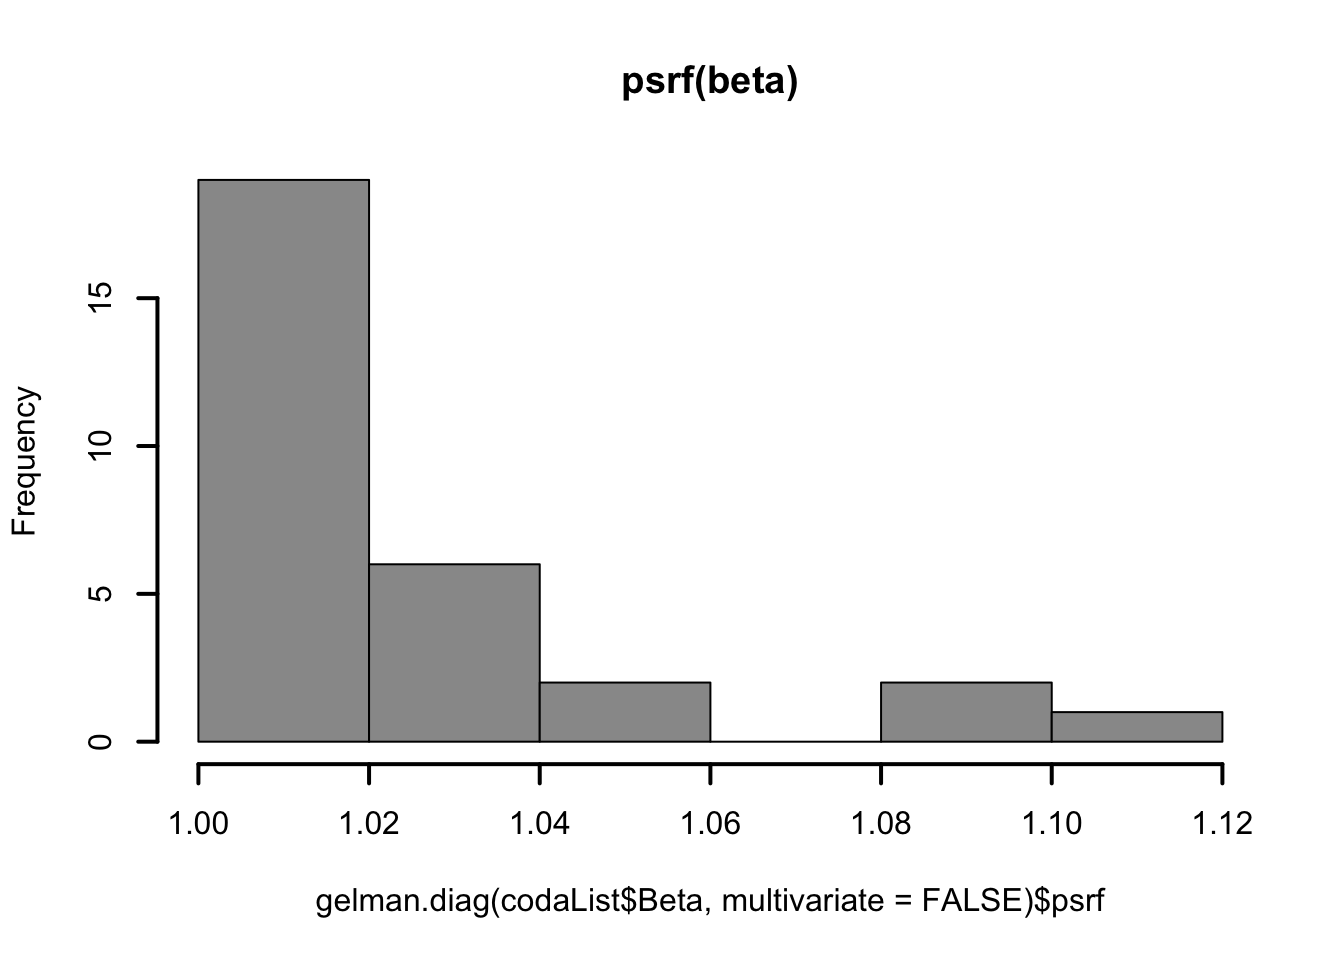 psrf(beta)
Frequency
15
10
5
0
1.00 1.02 1.04 1.06 1.08 1.10 1.12
gelman.diag(codaList$Beta, multivariate = FALSE)$psrf